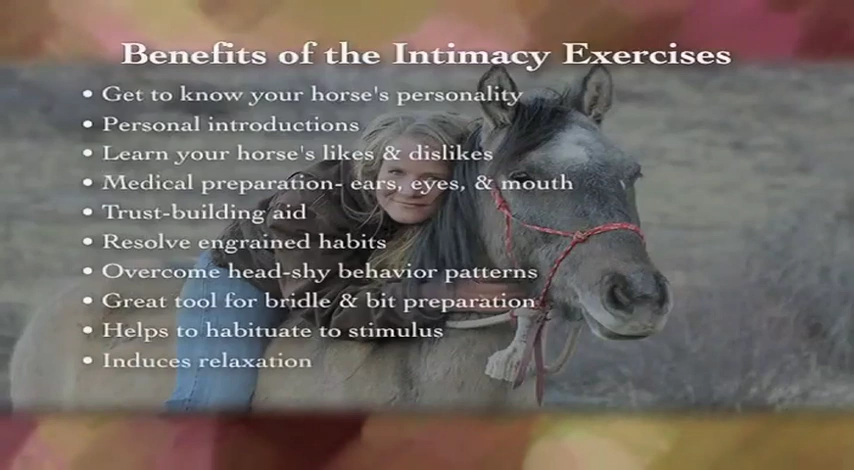 Benefits of the Intimacy Exercises
• Get to know your horse's personality
• Personal introductions
• Learn your horse's likes & dislikes
• Medical preparation- ears, eyes, & mouth
• Trust-building aid
• Resolve engrained habits
• Overcome head-shy behavior patterns
• Great tool for bridle & bit preparation
• Helps to habituate to stimulus
• Induces relaxation